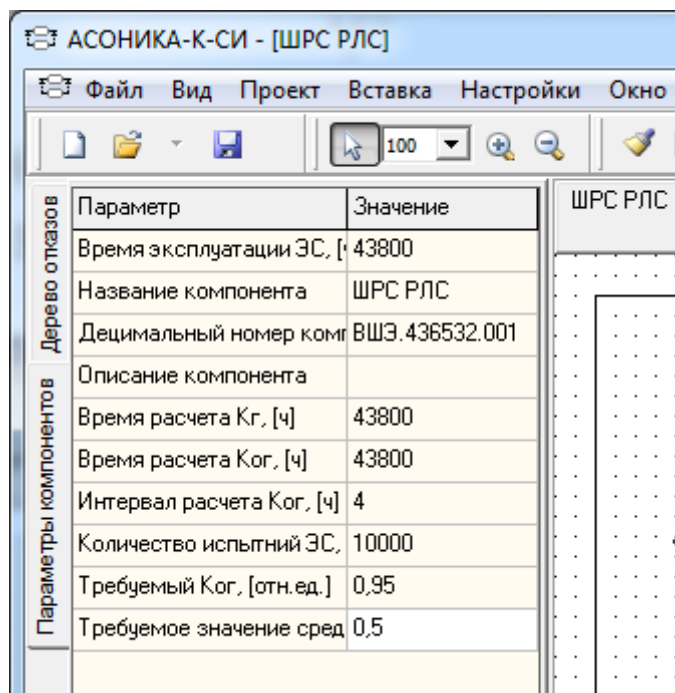 АСОНИКА-К-СИ - [ШРС РЛС]
Файл Вид Проект Вставка Настройки Окно
100
Дерево отказов
Параметры компонентов
Параметр Значение
Время эксплуатации ЭС, [ч 43800
Название компонента ШРС РЛС
Децимальный номер комп ВШЭ.436532.001
Описание компонента
Время расчета Кг, [ч] 43800
Время расчета Ког, [ч] 43800
Интервал расчета Ког, [ч] 4
Количество испытний ЭС, 10000
Требуемый Ког, [отн.ед.] 0,95
Требуемое значение сред 0,5
ШРС РЛС